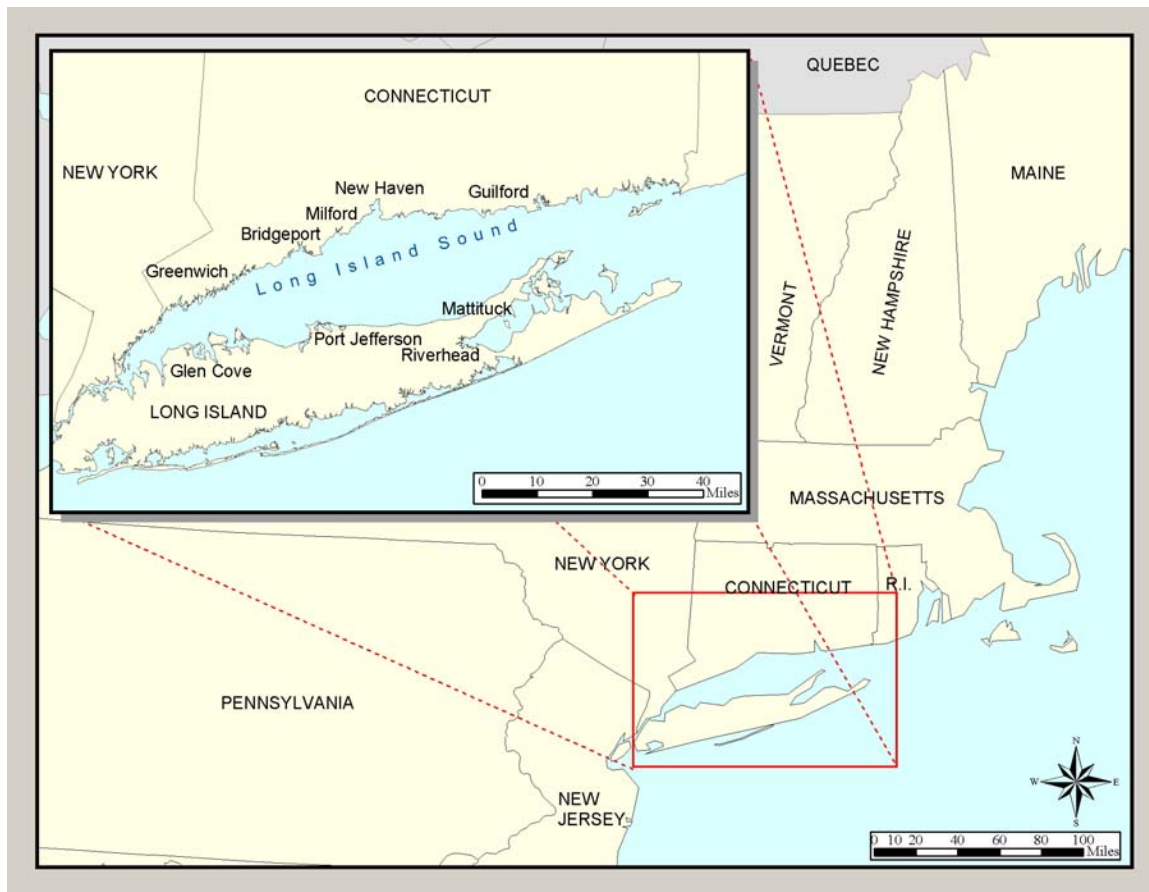 QUEBEC
CONNECTICUT
NEW YORK
MAINE
New Haven
Guilford
Milford
Bridgeport
Long Island Sound
Greenwich
Mattituck
Port Jefferson
Riverhead
Glen Cove
LONG ISLAND
0 10 20 30 40
Miles
VERMONT
NEW HAMPSHIRE
MASSACHUSETTS
NEW YORK
CONNECTICUT
R.I.
PENNSYLVANIA
NEW
JERSEY
N
W E
S
0 10 20 40 60 80 100
Miles